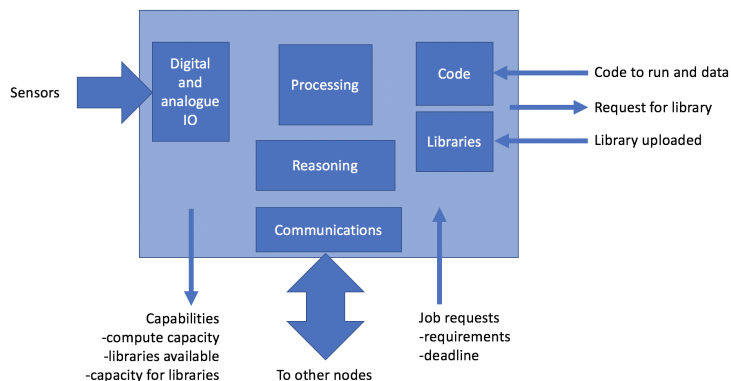 Digital
and
analogue
IO
Processing
Code
Sensors
Code to run and data
Request for library
Libraries
Library uploaded
Reasoning
Communications
Capabilities
-compute capacity
-libraries available
-capacity for libraries
To other nodes
Job requests
-requirements
-deadline